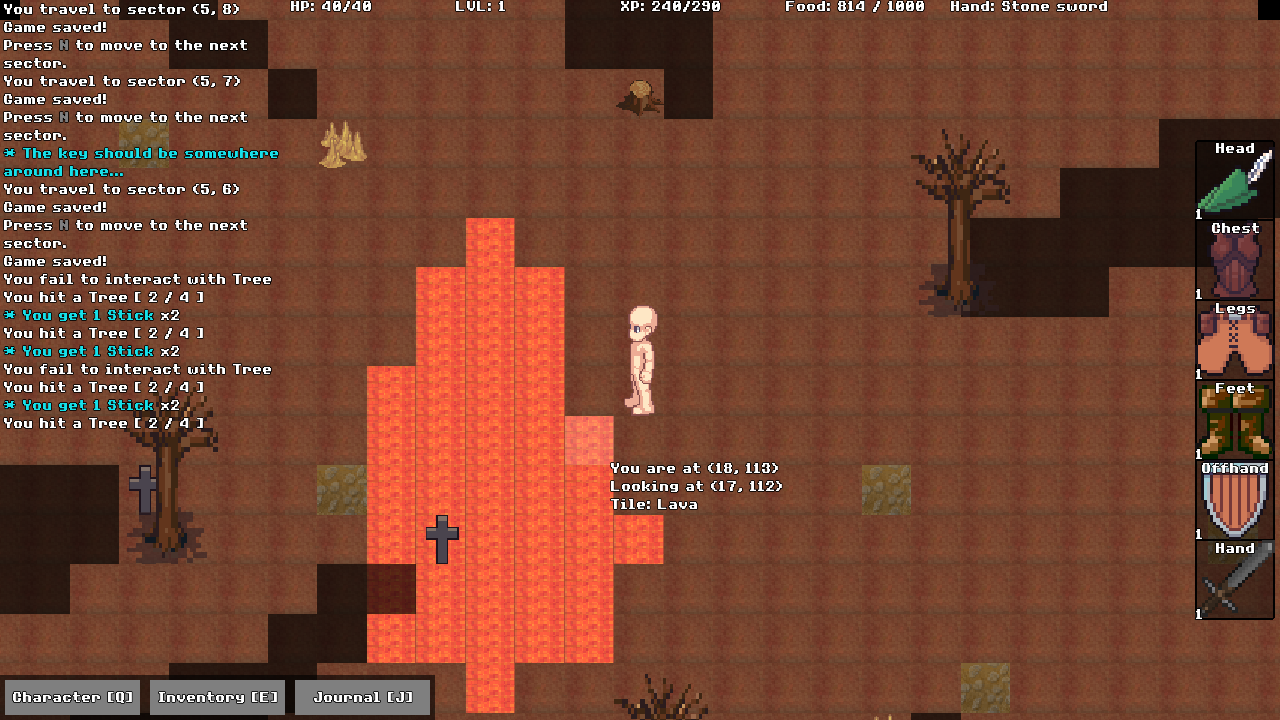 You travel to sector (5, 8)
Game saved!
Press N to move to the next
sector.
You travel to sector (5, 7)
Game saved!
Press N to move to the next
sector.
* The key should be somewhere
around here...
You travel to sector (5, 6)
Game saved!
Press N to move to the next
sector.
Game saved!
You fail to interact with Tree
You hit a Tree [ 2 / 4 ]
* You get 1 Stick x2
You hit a Tree [ 2 / 4 ]
* You get 1 Stick x2
You fail to interact with Tree
You hit a Tree [ 2 / 4 ]
* You get 1 Stick x2
You hit a Tree [ 2 / 4 ]
HP: 40/40 LVL: 1 XP: 240/290 Food: 814 / 1000 Hand: Stone sword
You are at (18, 113)
Looking at (17, 112)
Tile: Lava
Head
1
Chest
1
Legs
1
Feet
1
Offhand
1
Hand
1
Character [Q] Inventory [E] Journal [J]